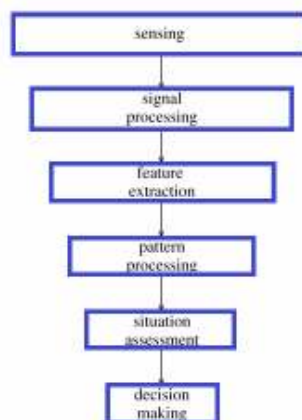 sensing
signal
processing
feature
extraction
pattern
processing
situation
assessment
decision
making